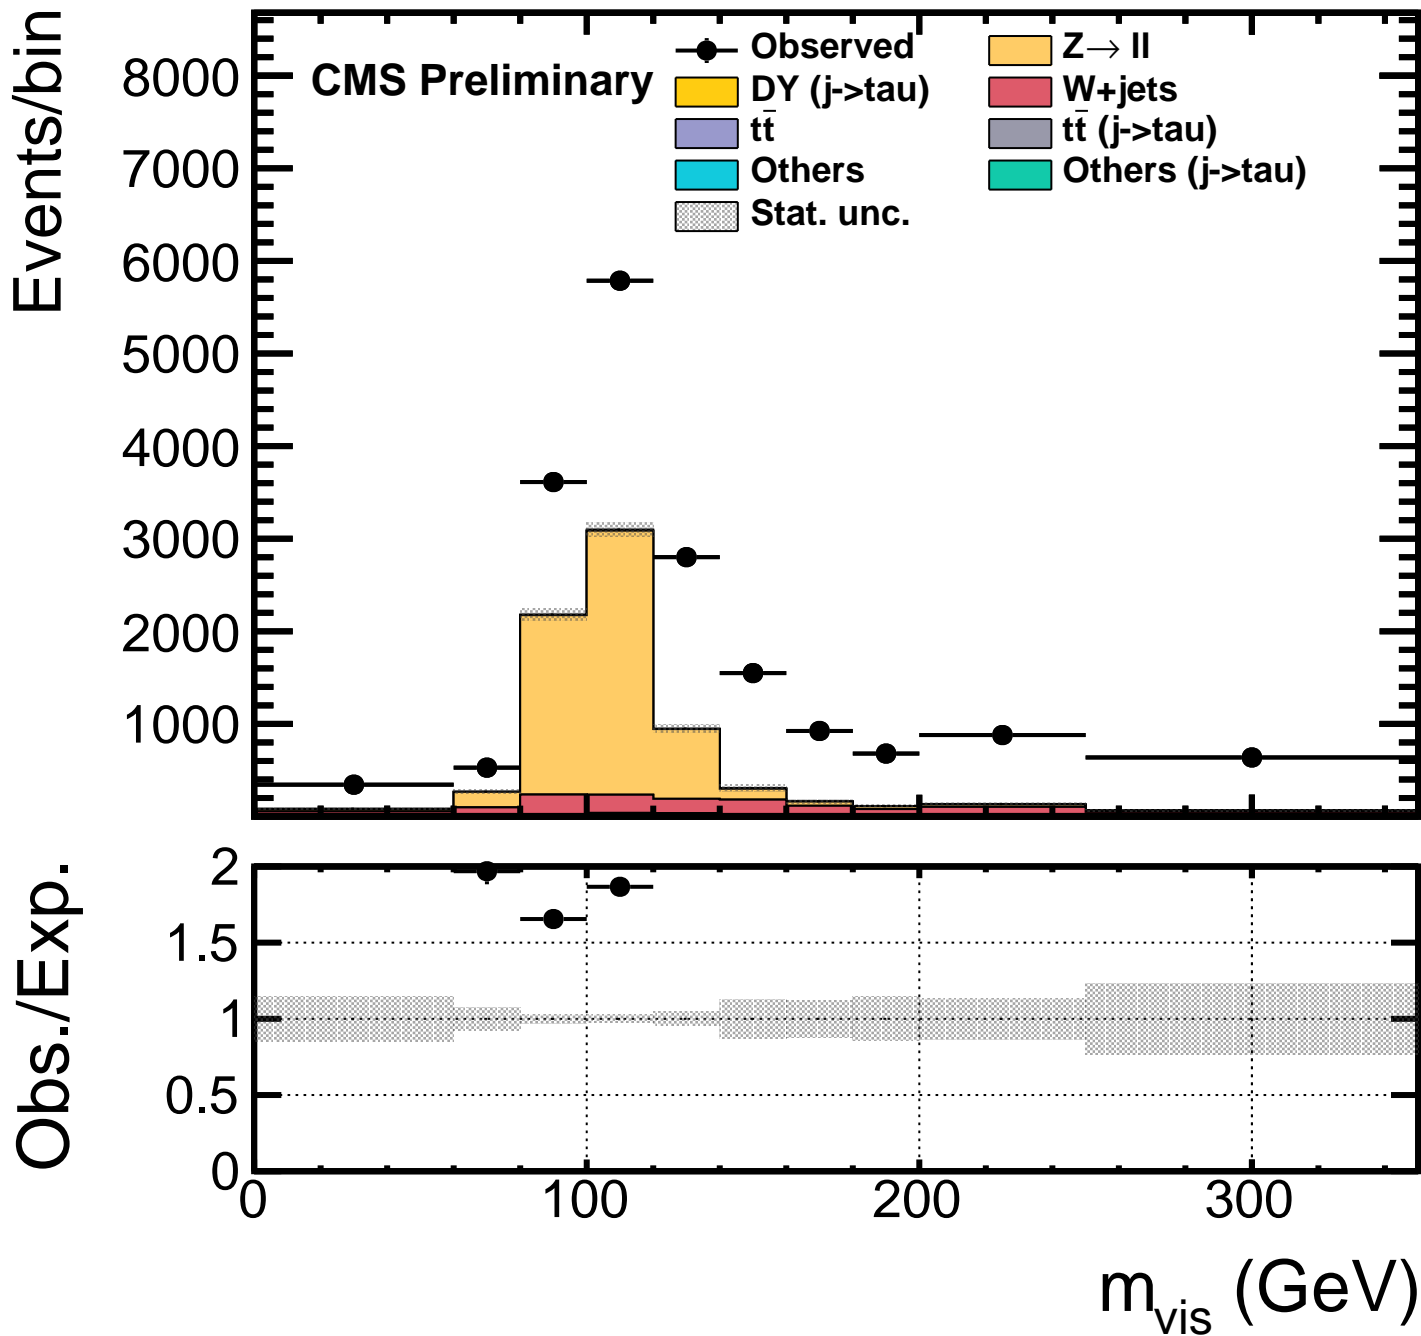 Events/bin
8000
7000
6000
5000
4000
3000
2000
1000
CMS Preliminary
Observed
Z→ ll
DY (j->tau)
W+jets
tt̄
tt̄ (j->tau)
Others
Others (j->tau)
Stat. unc.
Obs./Exp.
2
1.5
1
0.5
0
0 100 200 300
m_vis (GeV)